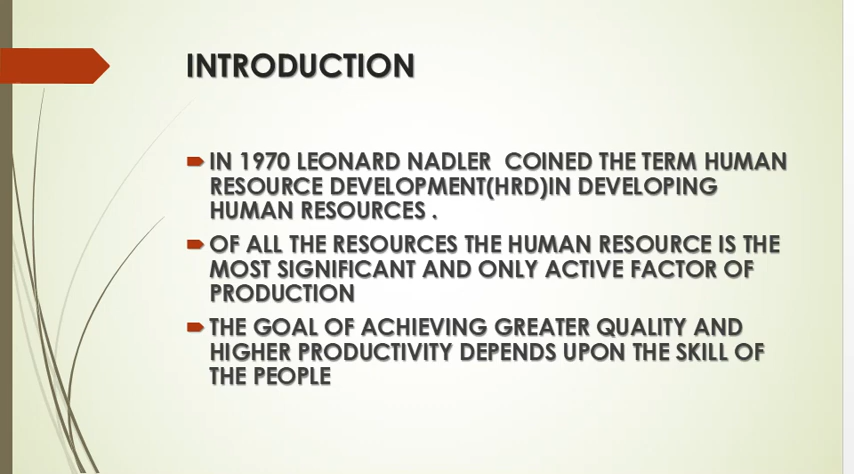 INTRODUCTION
IN 1970 LEONARD NADLER  COINED THE TERM HUMAN
RESOURCE DEVELOPMENT(HRD)IN DEVELOPING
HUMAN RESOURCES .
OF ALL THE RESOURCES THE HUMAN RESOURCE IS THE
MOST SIGNIFICANT AND ONLY ACTIVE FACTOR OF
PRODUCTION
THE GOAL OF ACHIEVING GREATER QUALITY AND
HIGHER PRODUCTIVITY DEPENDS UPON THE SKILL OF
THE PEOPLE